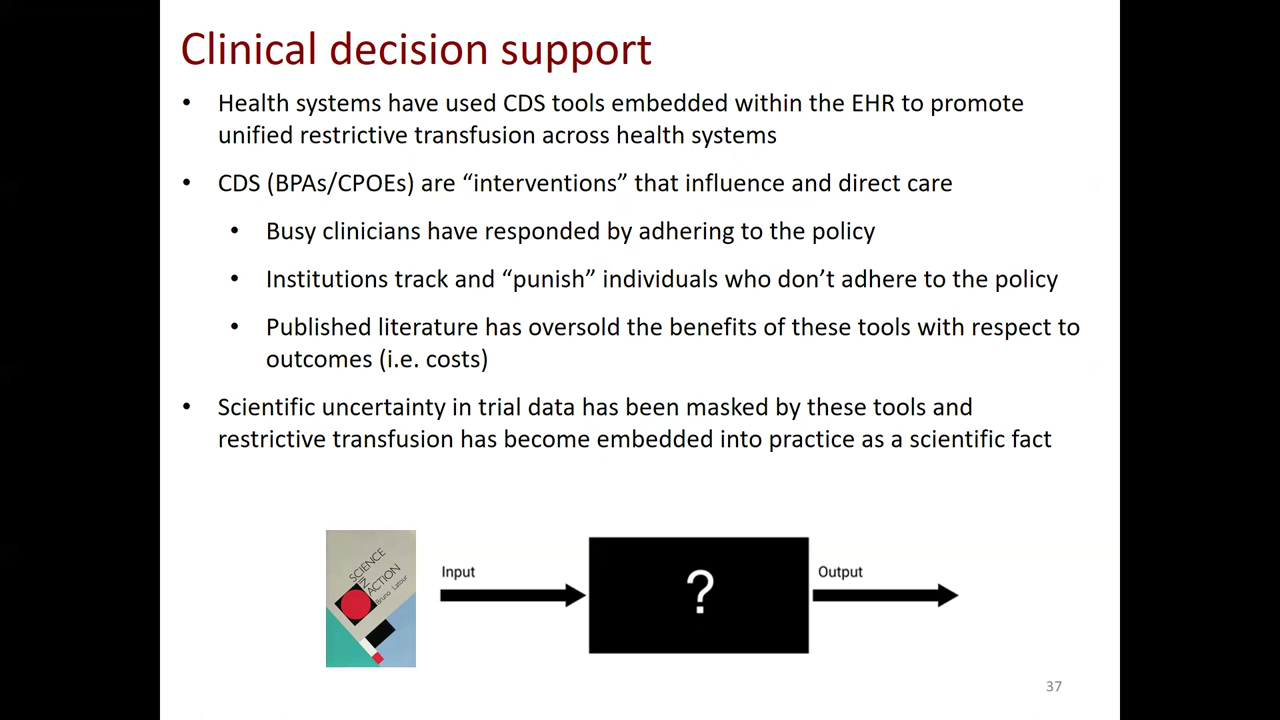 Clinical decision support
• Health systems have used CDS tools embedded within the EHR to promote
unified restrictive transfusion across health systems
• CDS (BPAs/CPOEs) are “interventions” that influence and direct care
• Busy clinicians have responded by adhering to the policy
• Institutions track and “punish” individuals who don’t adhere to the policy
• Published literature has oversold the benefits of these tools with respect to
outcomes (i.e. costs)
• Scientific uncertainty in trial data has been masked by these tools and
restrictive transfusion has become embedded into practice as a scientific fact
SCIENCE
IN
ACTION
Bruno Latour
Input
?
Output
37